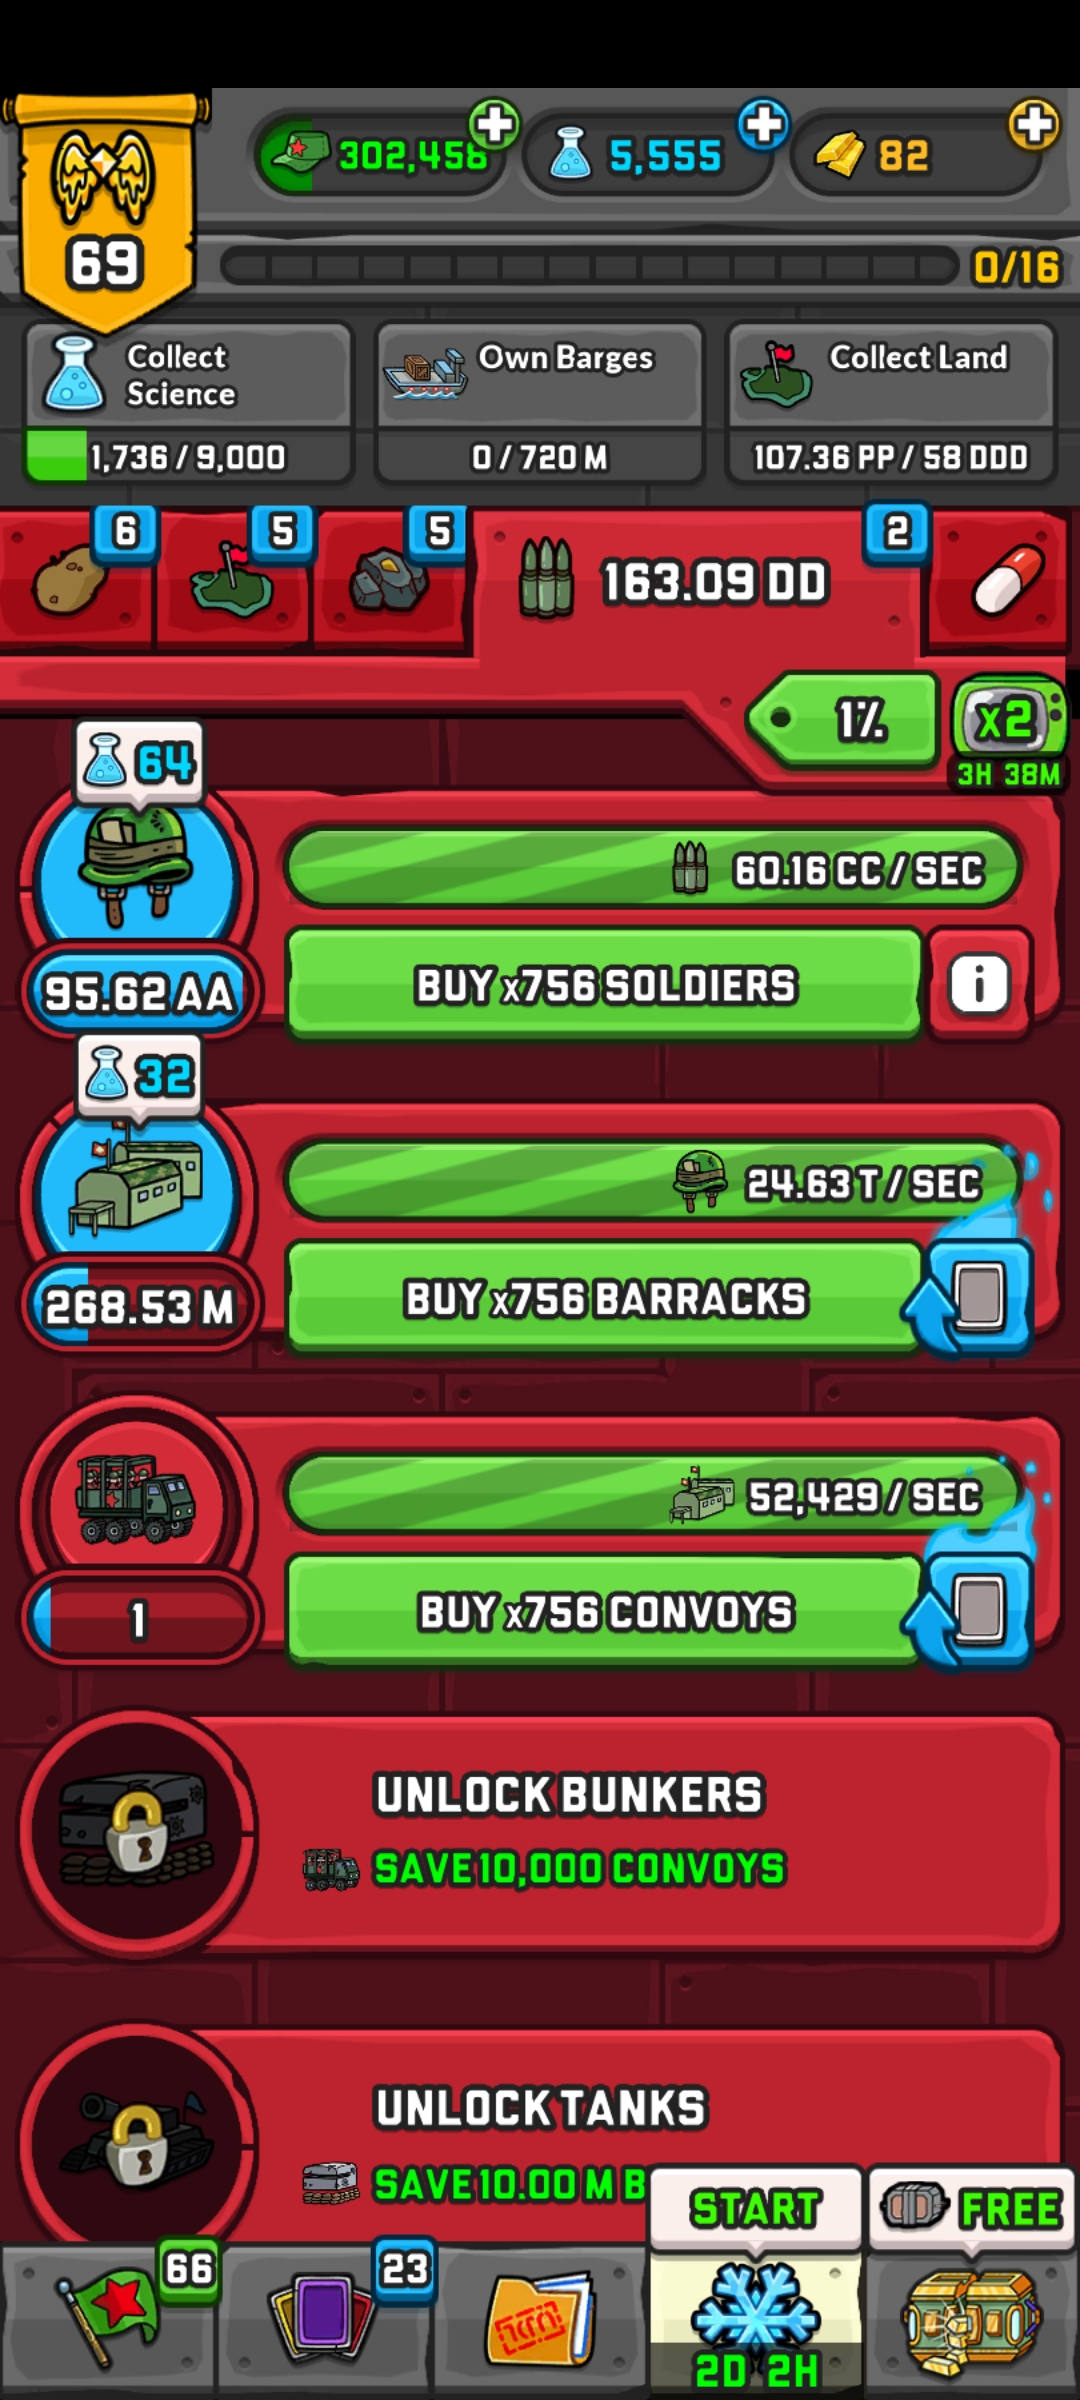 69
302,458
5,555
82
0/16
Collect
Science
1,736 / 9,000
Own Barges
0 / 720 M
Collect Land
107.36 PP / 58 DDD
6
5
5
163.09 DD
2
1%
x2
3H 38M
64
60.16 CC / SEC
95.62 AA
BUY x756 SOLDIERS
i
32
24.63 T / SEC
268.53 M
BUY x756 BARRACKS
52,429 / SEC
1
BUY x756 CONVOYS
UNLOCK BUNKERS
SAVE 10,000 CONVOYS
UNLOCK TANKS
SAVE 10.00 M B
START
FREE
66
23
2D 2H